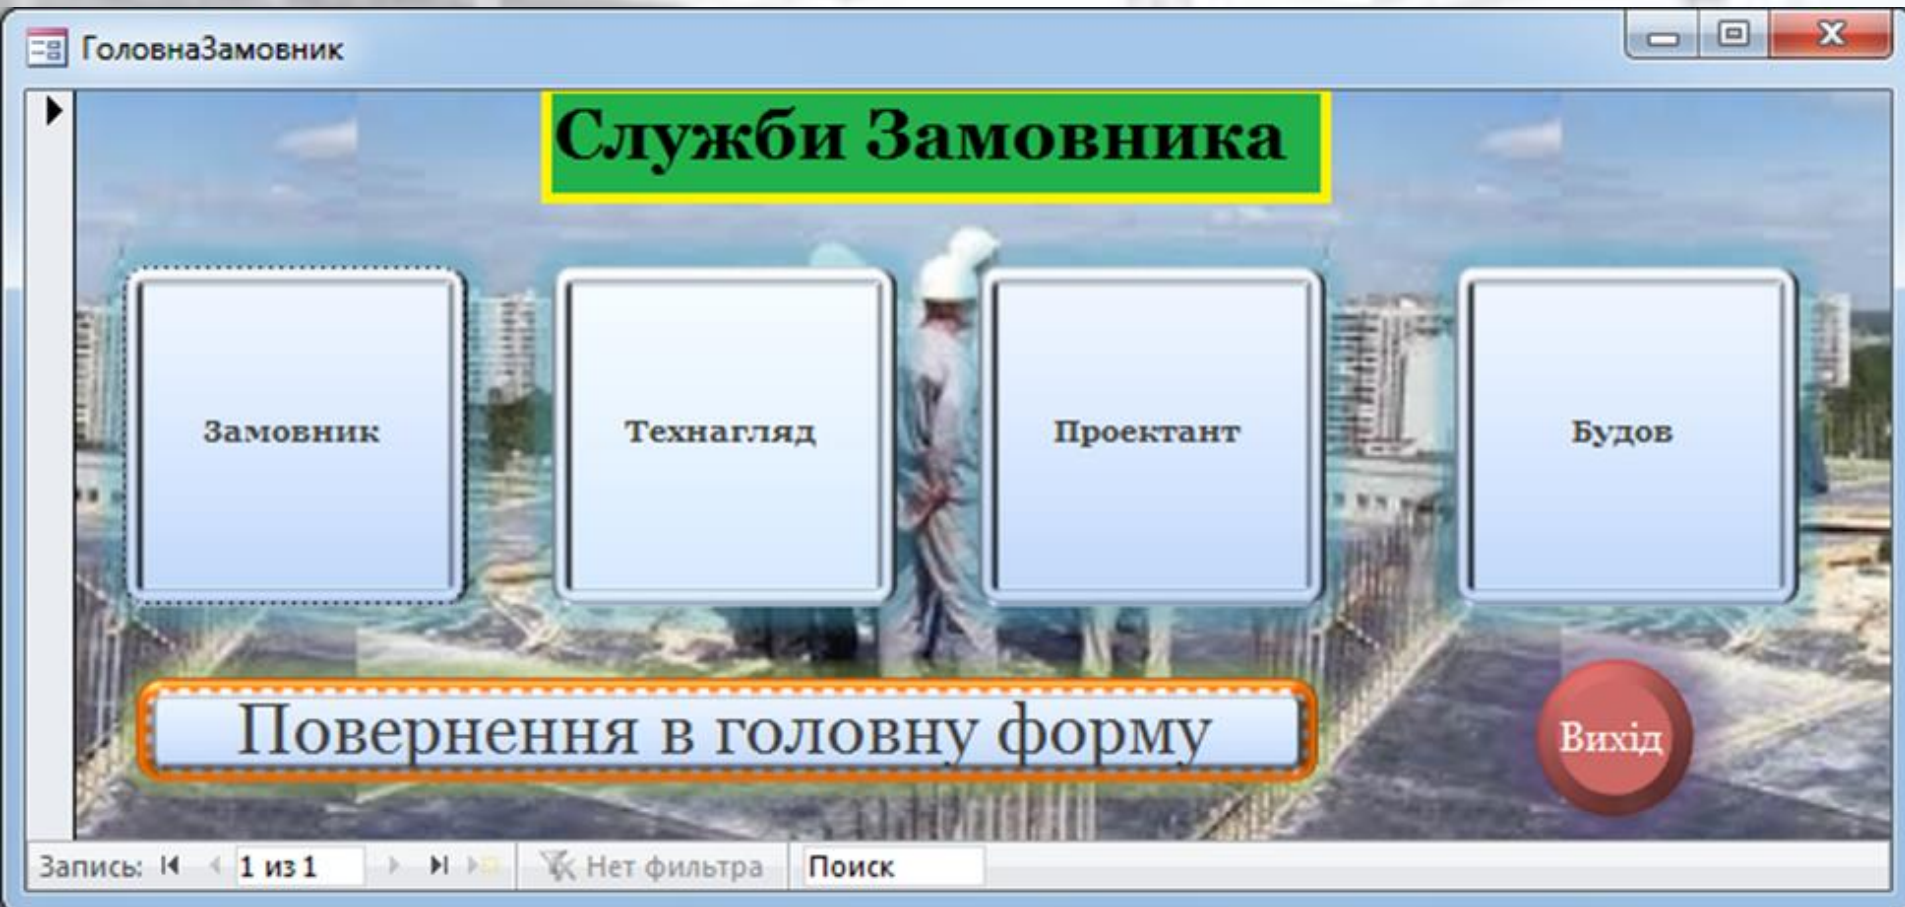 ГоловнаЗамовник
Служби Замовника
Замовник Технагляд Проектант Будов
Повернення в головну форму
Вихід
Запись: 1 из 1 Нет фильтра Поиск